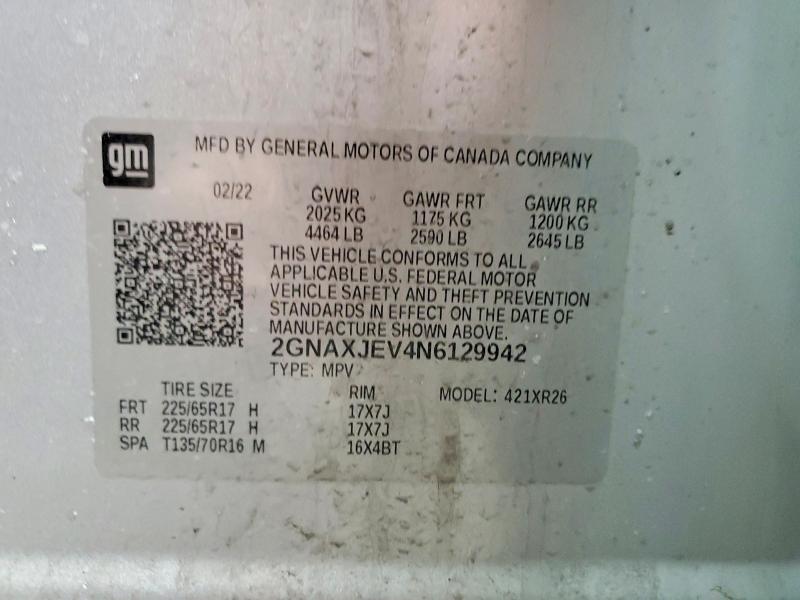 gm
MFD BY GENERAL MOTORS OF CANADA COMPANY
02/22 GVWR GAWR FRT GAWR RR
2025 KG 1175 KG 1200 KG
4464 LB 2590 LB 2645 LB
THIS VEHICLE CONFORMS TO ALL
APPLICABLE U.S. FEDERAL MOTOR
VEHICLE SAFETY AND THEFT PREVENTION
STANDARDS IN EFFECT ON THE DATE OF
MANUFACTURE SHOWN ABOVE.
2GNAXJEV4N6129942
TYPE: MPV
TIRE SIZE RIM MODEL: 421XR26
FRT 225/65R17 H 17X7J
RR 225/65R17 H 17X7J
SPA T135/70R16 M 16X4BT